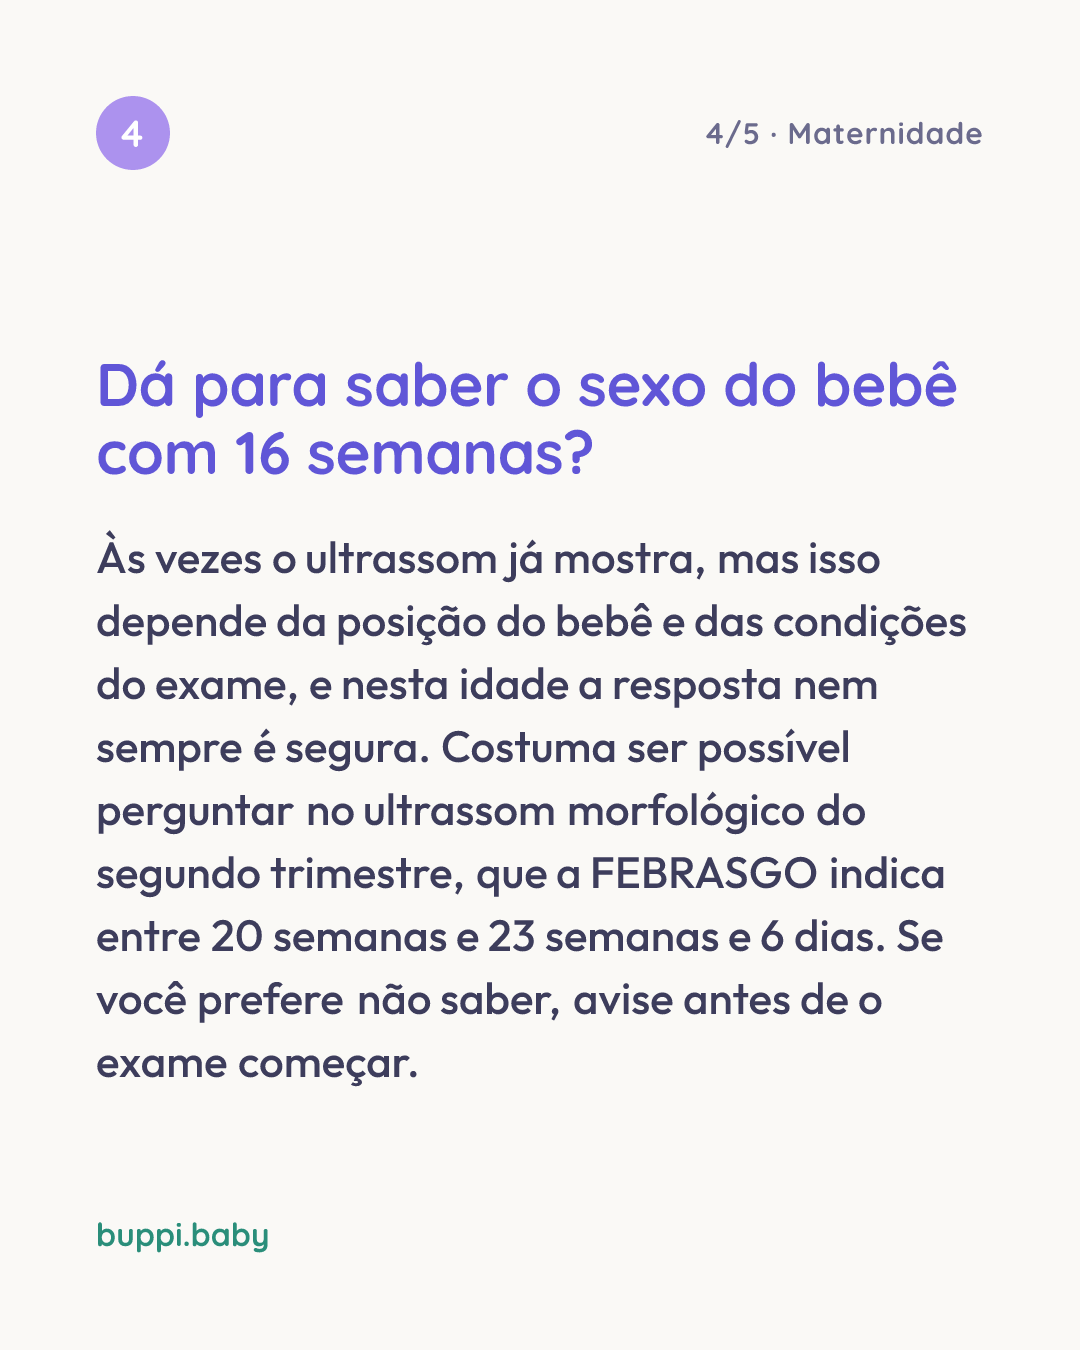 4
4/5 · Maternidade
Dá para saber o sexo do bebê
com 16 semanas?
Às vezes o ultrassom já mostra, mas isso
depende da posição do bebê e das condições
do exame, e nesta idade a resposta nem
sempre é segura. Costuma ser possível
perguntar no ultrassom morfológico do
segundo trimestre, que a FEBRASGO indica
entre 20 semanas e 23 semanas e 6 dias. Se
você prefere não saber, avise antes de o
exame começar.
buppi.baby